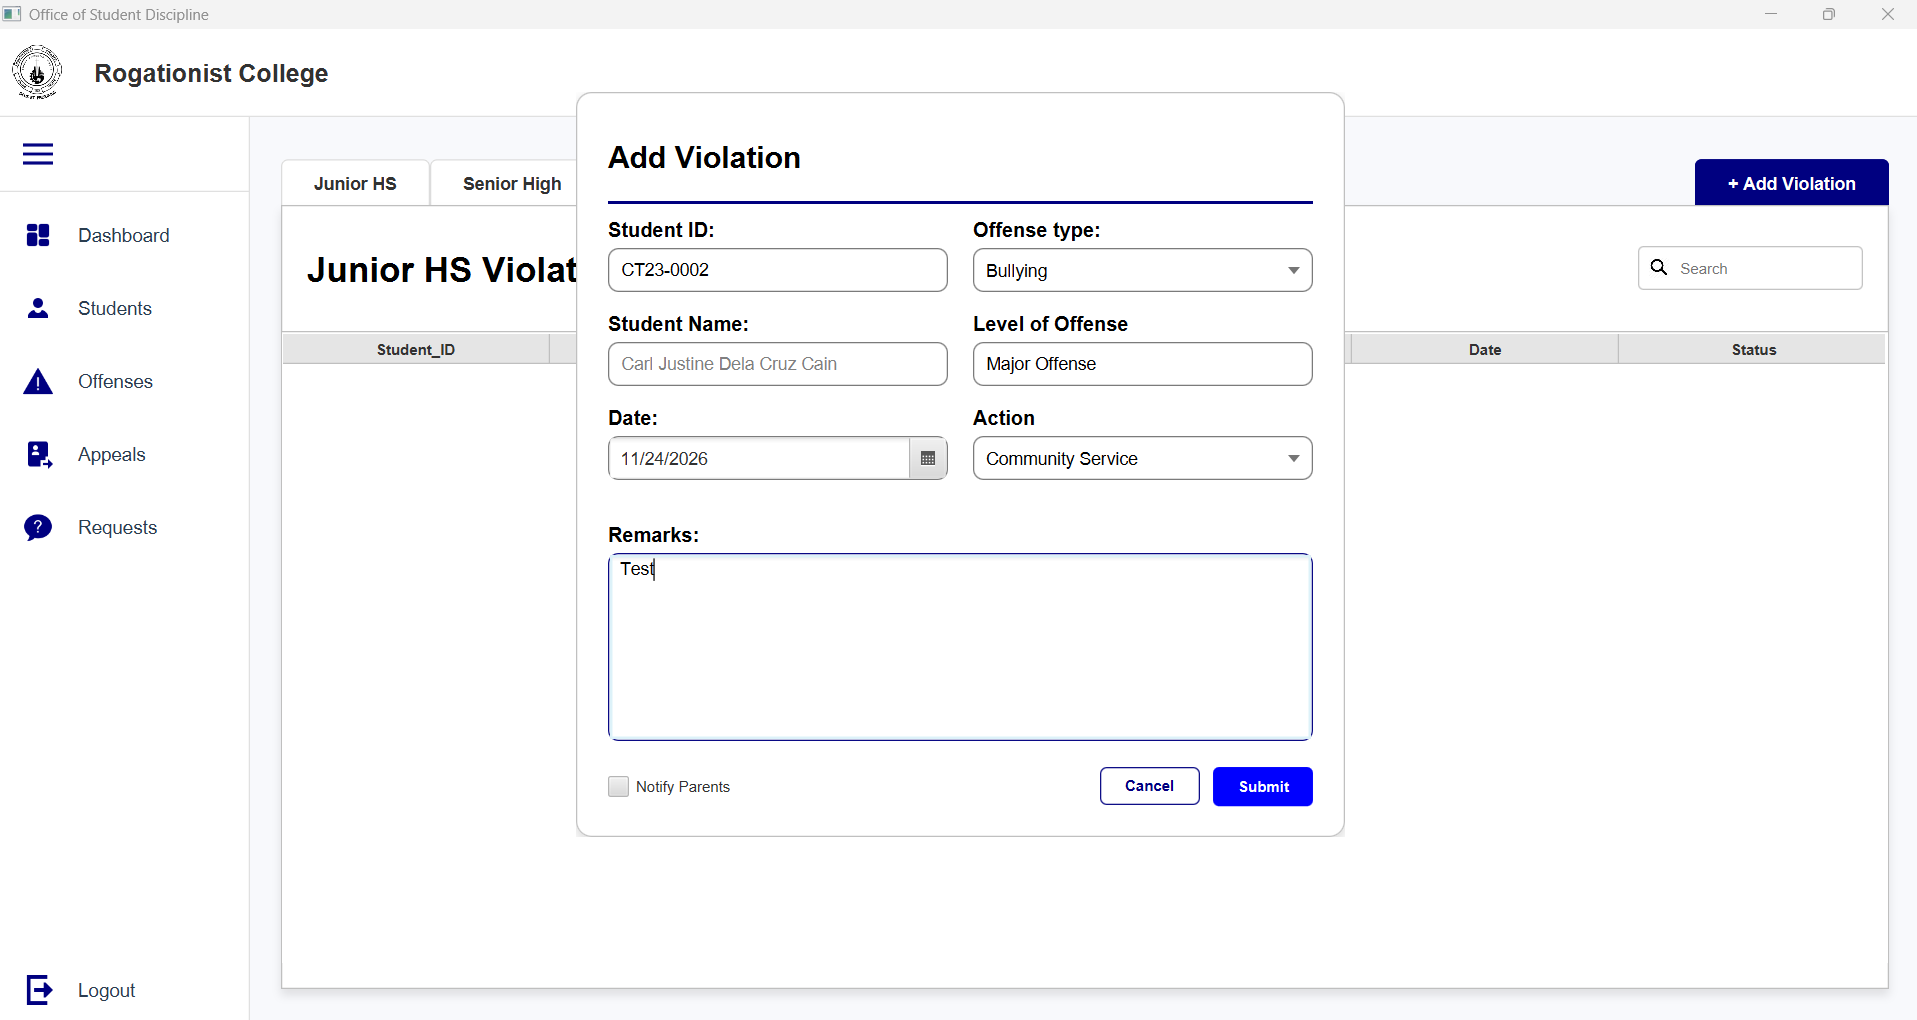 Office of Student Discipline
Rogationist College
Dashboard
Students
Offenses
Appeals
Requests
Logout
Junior HS
Senior High
+ Add Violation
Junior HS Violat
Search
Student_ID
Date
Status
Add Violation
Student ID:
Offense type:
CT23-0002
Bullying
Student Name:
Level of Offense
Carl Justine Dela Cruz Cain
Major Offense
Date:
Action
11/24/2026
Community Service
Remarks:
Test
Notify Parents
Cancel
Submit